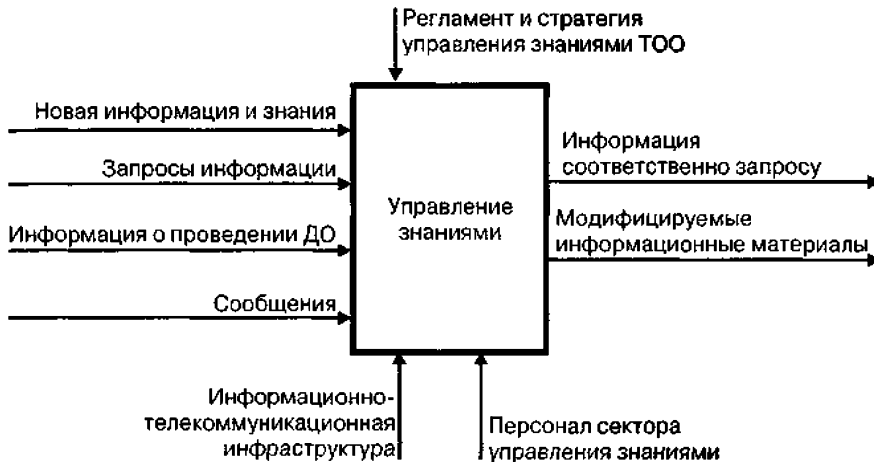 Регламент и стратегия
управления знаниями ТОО
Новая информация и знания
Запросы информации
Информация о проведении ДО
Сообщения
Управление
знаниями
Информация
соответственно запросу
Модифицируемые
информационные материалы
Информационно-
телекоммуникационная
инфраструктура
Персонал сектора
управления знаниями